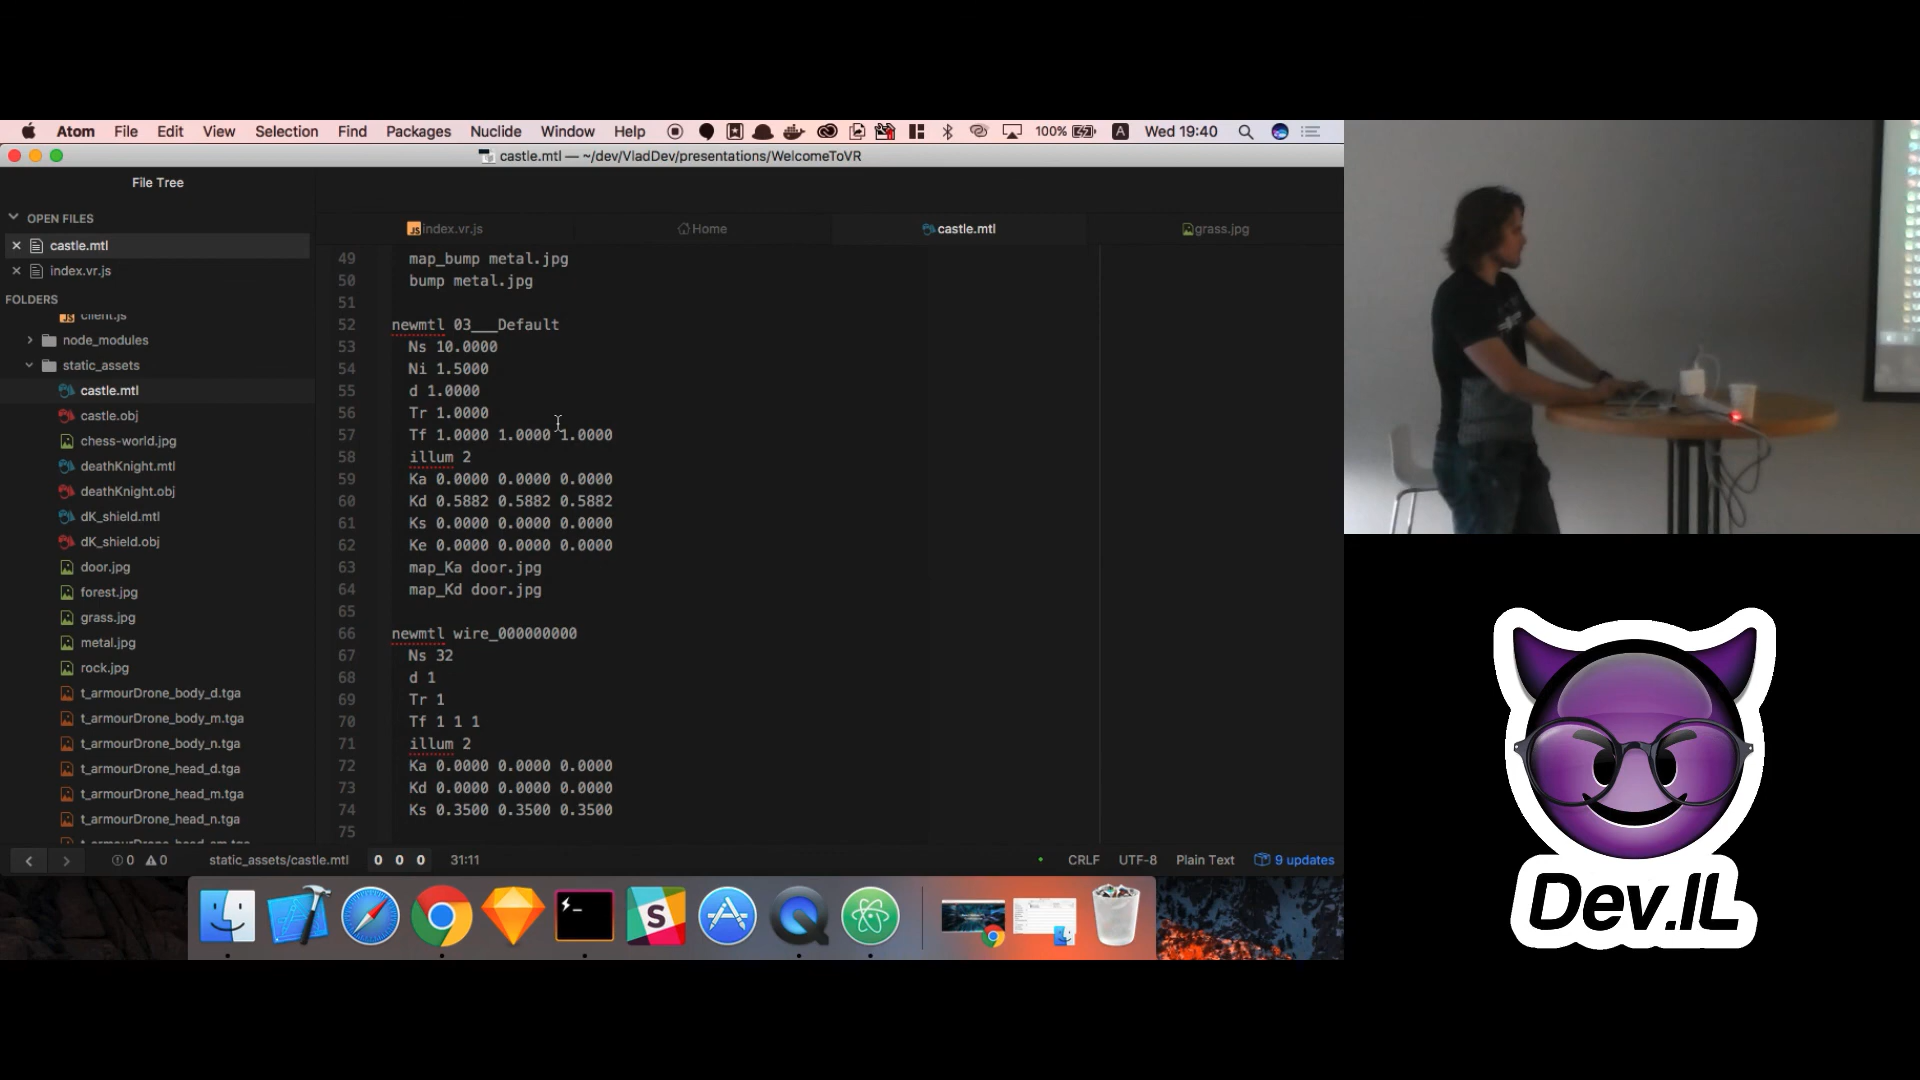 Atom File Edit View Selection Find Packages Nuclide Window Help 100% A Wed 19:40
castle.mtl — ~/dev/VladDev/presentations/WelcomeToVR
File Tree
OPEN FILES
castle.mtl
index.vr.js
FOLDERS
client.js
node_modules
static_assets
castle.mtl
castle.obj
chess-world.jpg
deathKnight.mtl
deathKnight.obj
dK_shield.mtl
dK_shield.obj
door.jpg
forest.jpg
grass.jpg
metal.jpg
rock.jpg
t_armourDrone_body_d.tga
t_armourDrone_body_m.tga
t_armourDrone_body_n.tga
t_armourDrone_head_d.tga
t_armourDrone_head_m.tga
t_armourDrone_head_n.tga
JS index.vr.js Home castle.mtl grass.jpg
49 map_bump metal.jpg
50 bump metal.jpg
51
52 newmtl 03___Default
53 Ns 10.0000
54 Ni 1.5000
55 d 1.0000
56 Tr 1.0000
57 Tf 1.0000 1.0000 1.0000
58 illum 2
59 Ka 0.0000 0.0000 0.0000
60 Kd 0.5882 0.5882 0.5882
61 Ks 0.0000 0.0000 0.0000
62 Ke 0.0000 0.0000 0.0000
63 map_Ka door.jpg
64 map_Kd door.jpg
65
66 newmtl wire_000000000
67 Ns 32
68 d 1
69 Tr 1
70 Tf 1 1 1
71 illum 2
72 Ka 0.0000 0.0000 0.0000
73 Kd 0.0000 0.0000 0.0000
74 Ks 0.3500 0.3500 0.3500
75
0 0 static_assets/castle.mtl 0 0 0 31:11 CRLF UTF-8 Plain Text 9 updates
S
Dev.IL